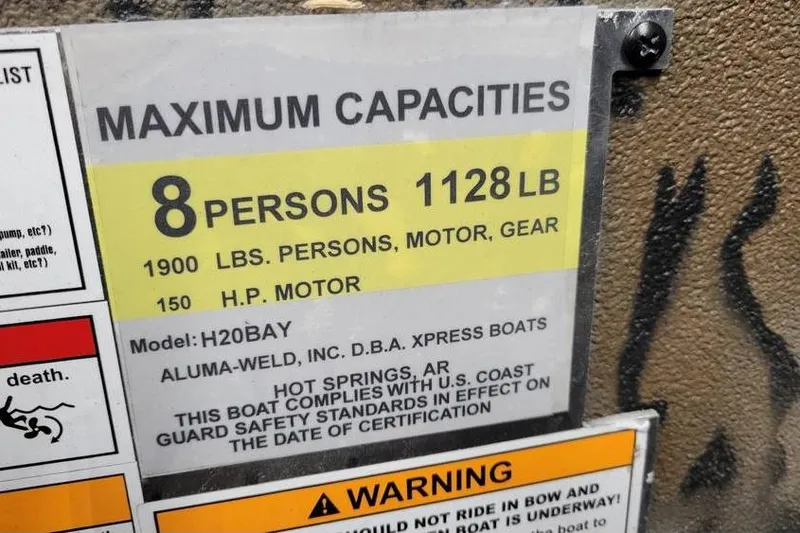 LIST
MAXIMUM CAPACITIES
8 PERSONS 1128 LB
1900 LBS. PERSONS, MOTOR, GEAR
150 H.P. MOTOR
Model: H20BAY
ALUMA-WELD, INC. D.B.A. XPRESS BOATS
HOT SPRINGS, AR
THIS BOAT COMPLIES WITH U.S. COAST
GUARD SAFETY STANDARDS IN EFFECT ON
THE DATE OF CERTIFICATION
pump, etc?)
paddle,
kit, etc?)
death.
WARNING
NOT RIDE IN BOW AND
BOAT IS UNDERWAY!
boat to